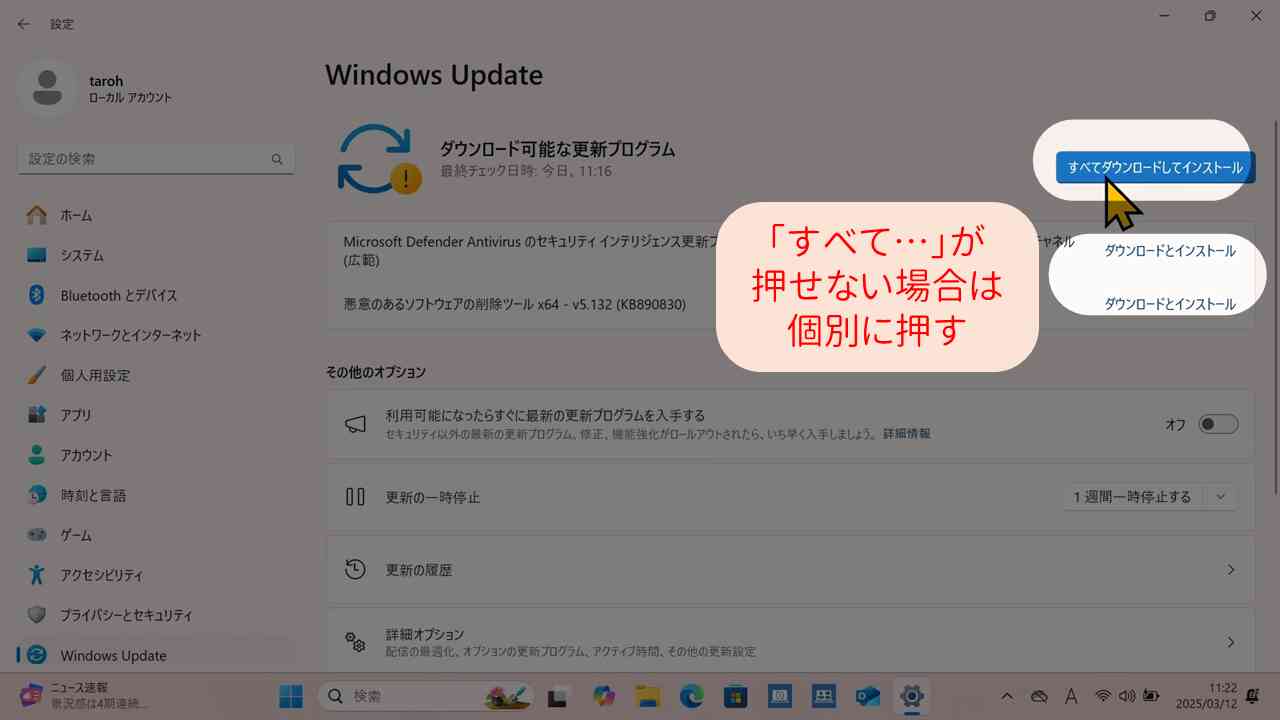 設定
taroh
ローカル アカウント
設定の検索
ホーム
システム
Bluetooth とデバイス
ネットワークとインターネット
個人用設定
アプリ
アカウント
時刻と言語
ゲーム
アクセシビリティ
プライバシーとセキュリティ
Windows Update
Windows Update
ダウンロード可能な更新プログラム
最終チェック日時: 今日、11:16
すべてダウンロードしてインストール
Microsoft Defender Antivirus のセキュリティ インテリジェンス更新プ
チャネル
(広範)
ダウンロードとインストール
悪意のあるソフトウェアの削除ツール x64 - v5.132 (KB890830)
ダウンロードとインストール
「すべて…」が
押せない場合は
個別に押す
その他のオプション
利用可能になったらすぐに最新の更新プログラムを入手する
セキュリティ以外の最新の更新プログラム、修正、機能強化がロールアウトされたら、いち早く入手しましょう。 詳細情報
オフ
更新の一時停止
1 週間一時停止する
更新の履歴
詳細オプション
配信の最適化、オプションの更新プログラム、アクティブ時間、その他の更新設定
ニュース速報
景況感は4期連続...
検索
A
11:22
2025/03/12